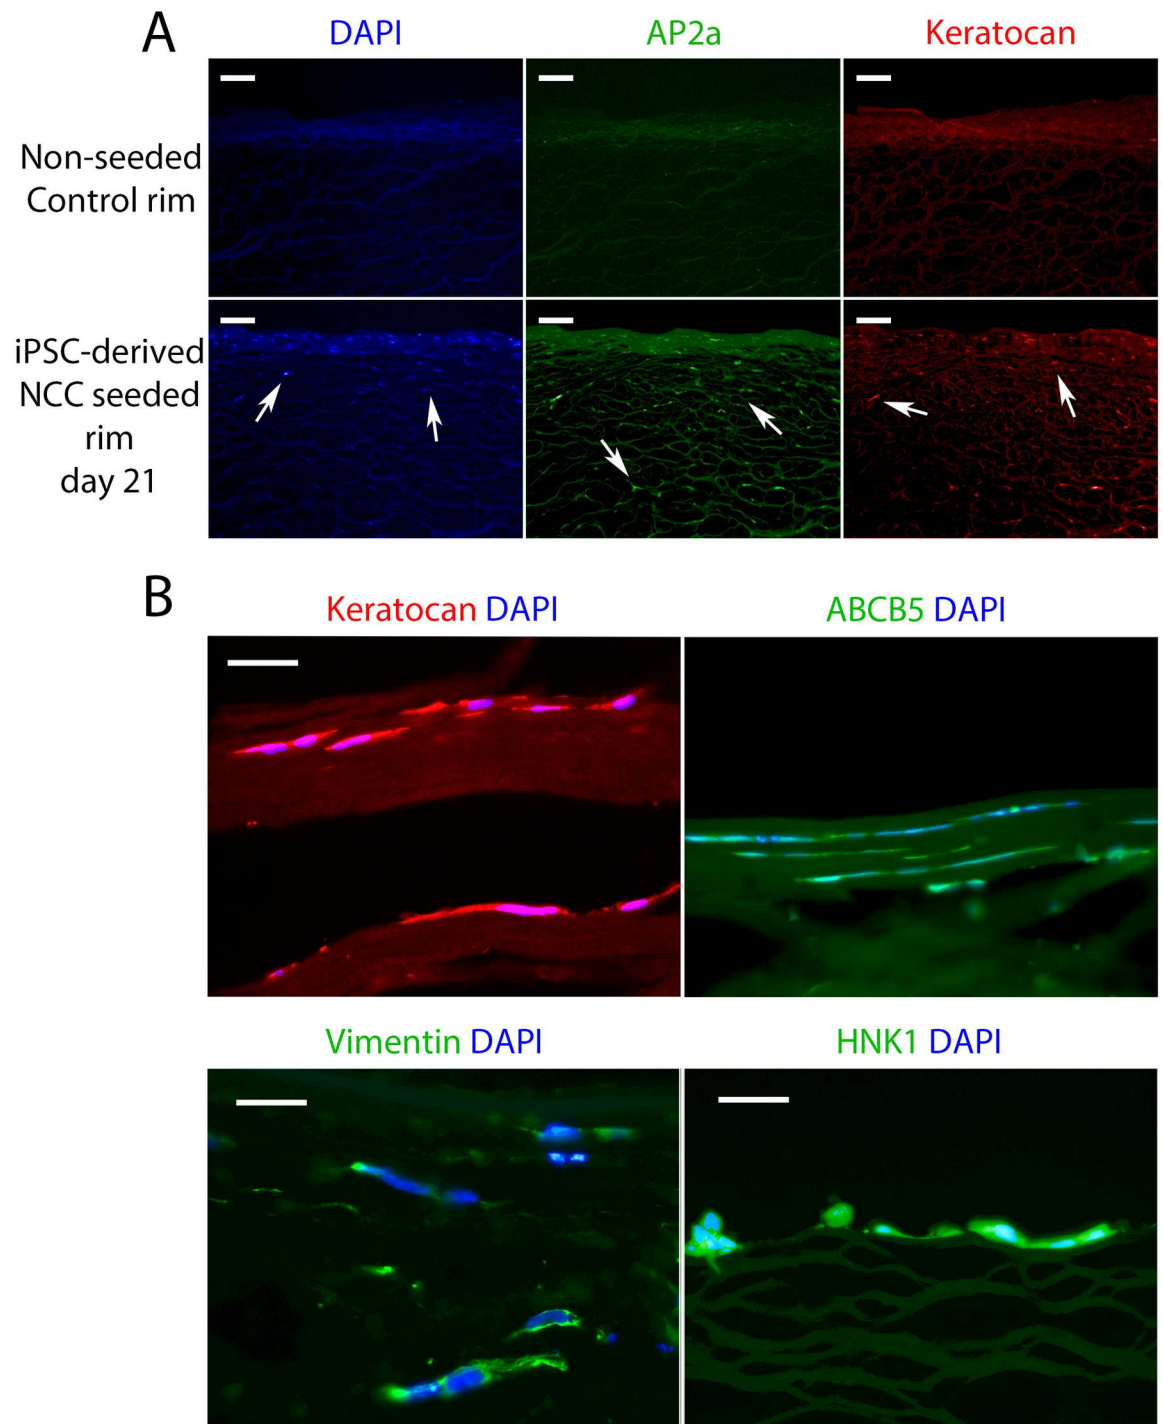 A
DAPI
AP2a
Keratocan
Non-seeded
Control rim
iPSC-derived
NCC seeded
rim
day 21
B
Keratocan DAPI
ABCB5 DAPI
Vimentin DAPI
HNK1 DAPI